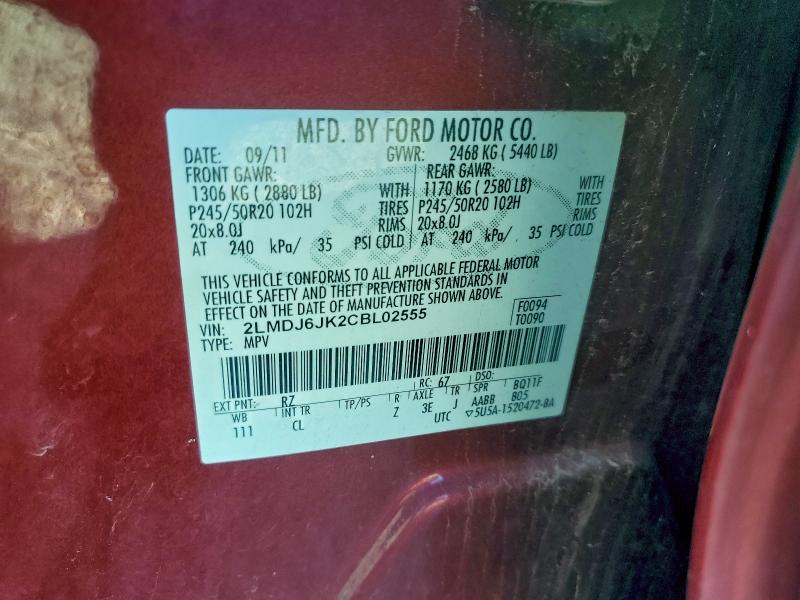 MFD. BY FORD MOTOR CO.
DATE: 09/11 GVWR: 2468 KG ( 5440 LB)
FRONT GAWR: REAR GAWR:
1306 KG ( 2880 LB) WITH 1170 KG ( 2580 LB) WITH
P245/50R20 102H TIRES P245/50R20 102H TIRES
20x8.0J RIMS 20x8.0J RIMS
AT 240 kPa/ 35 PSI COLD AT 240 kPa/ 35 PSI COLD
THIS VEHICLE CONFORMS TO ALL APPLICABLE FEDERAL MOTOR
VEHICLE SAFETY AND THEFT PREVENTION STANDARDS IN
EFFECT ON THE DATE OF MANUFACTURE SHOWN ABOVE.
VIN: 2LMDJ6JK2CBL02555 F0094
TYPE: MPV T0090
EXT PNT: RZ RC: 67 DSO: BQ11F
WB INT TR TP/PS R AXLE TR SPR B05
111 CL Z 3E J AABB
UTC ▽5U5A-1520472-BA